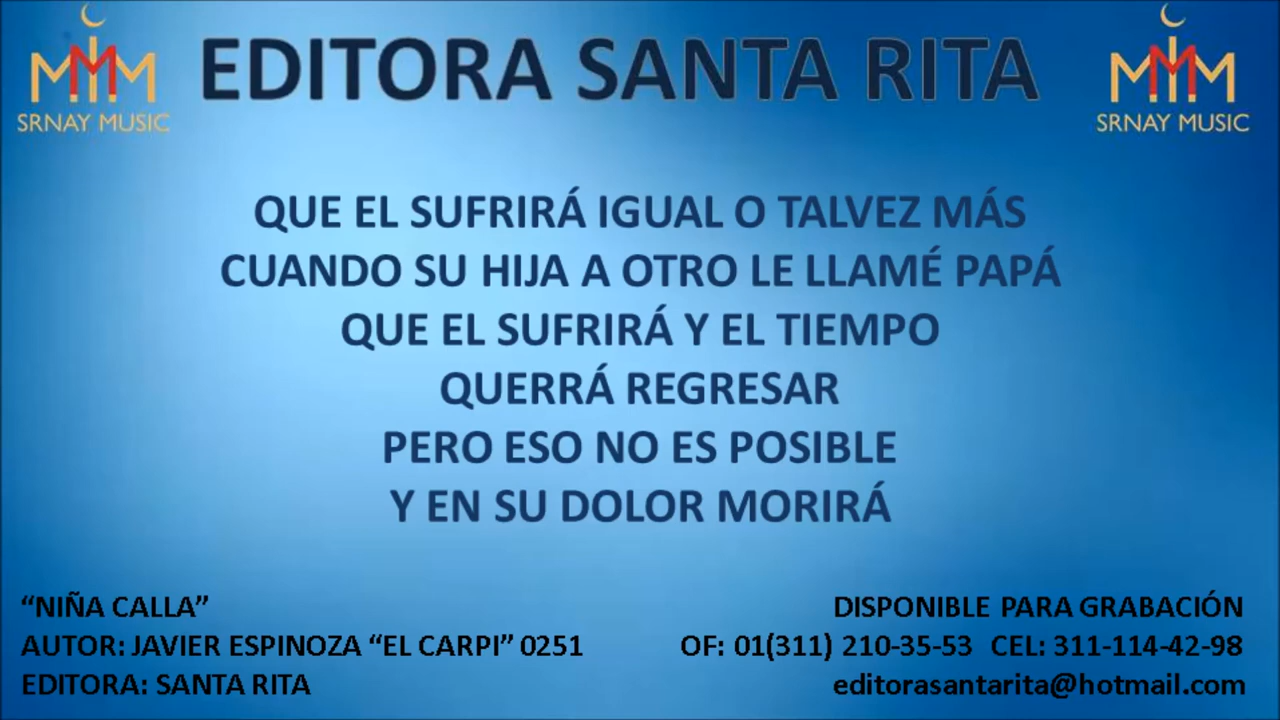 EDITORA SANTA RITA
SRNAY MUSIC
SRNAY MUSIC
QUE EL SUFRIRÁ IGUAL O TALVEZ MÁS
CUANDO SU HIJA A OTRO LE LLAMÉ PAPÁ
QUE EL SUFRIRÁ Y EL TIEMPO
QUERRÁ REGRESAR
PERO ESO NO ES POSIBLE
Y EN SU DOLOR MORIRÁ
“NIÑA CALLA”
AUTOR: JAVIER ESPINOZA “EL CARPI” 0251
EDITORA: SANTA RITA
DISPONIBLE PARA GRABACIÓN
OF: 01(311) 210-35-53 CEL: 311-114-42-98
editorasantarita@hotmail.com